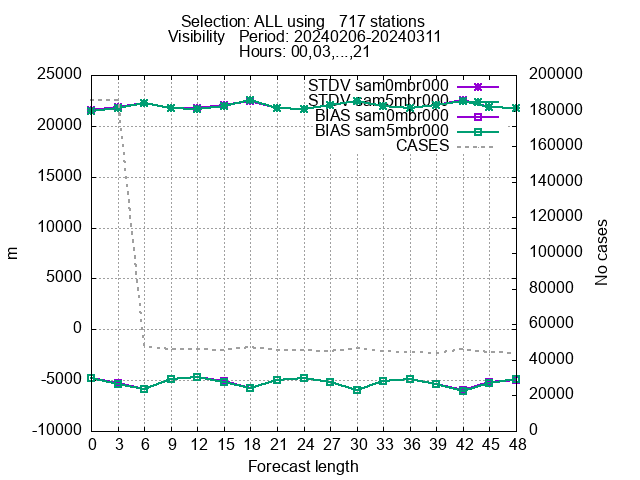 Selection: ALL using   717 stations
Visibility   Period: 20240206-20240311
Hours: 00,03,...,21
25000
20000
15000
10000
5000
0
-5000
-10000
m
200000
180000
160000
140000
120000
100000
80000
60000
40000
20000
0
No cases
STDV sam0mbr000
STDV sam5mbr000
BIAS sam0mbr000
BIAS sam5mbr000
CASES
0 3 6 9 12 15 18 21 24 27 30 33 36 39 42 45 48
Forecast length